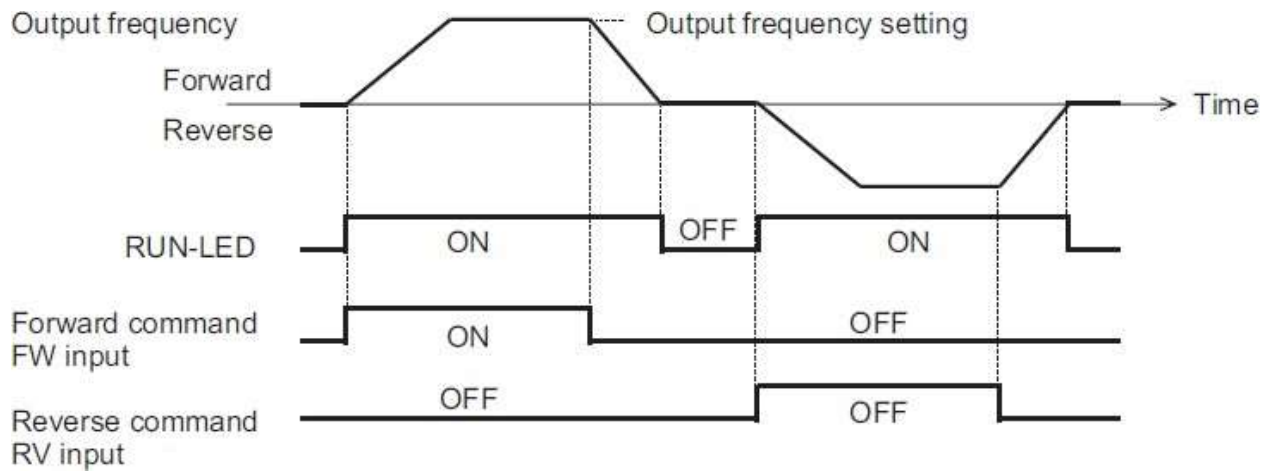 Output frequency
Output frequency setting
Forward
Reverse
Time
RUN-LED
ON
OFF
ON
Forward command
FW input
ON
OFF
Reverse command
RV input
OFF
OFF